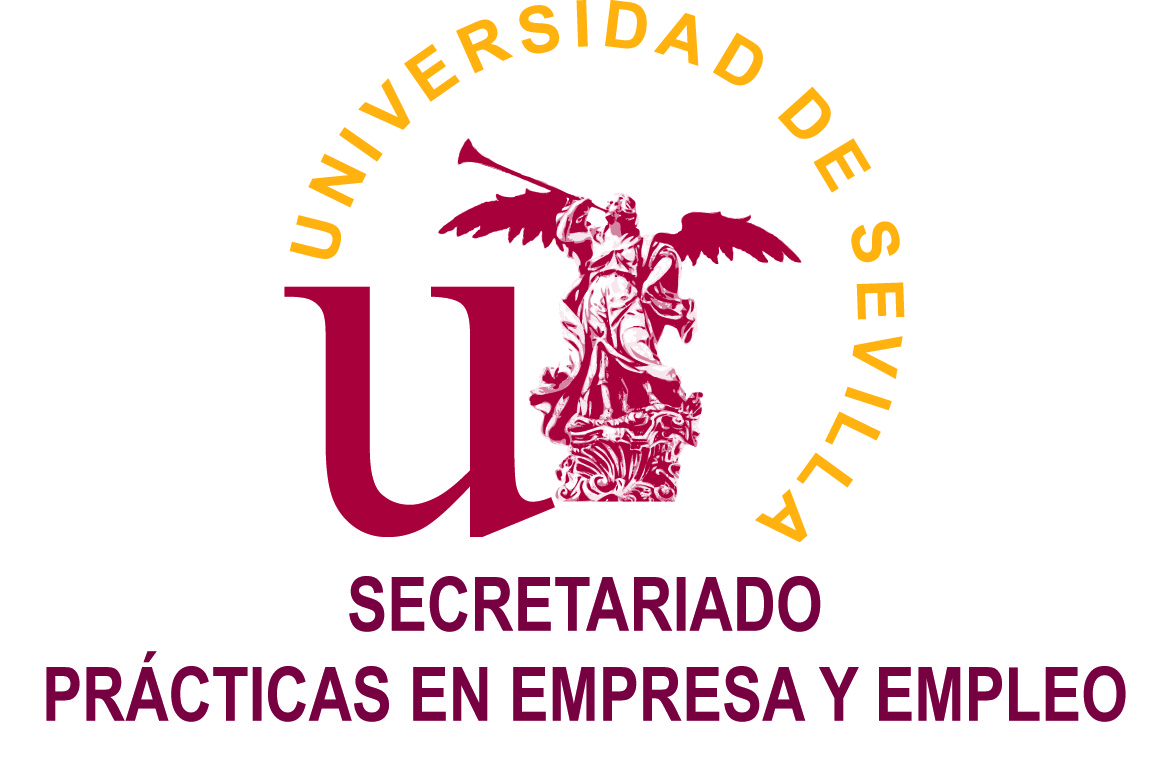 UNIVERSIDAD DE SEVILLA
u
SECRETARIADO
PRÁCTICAS EN EMPRESA Y EMPLEO